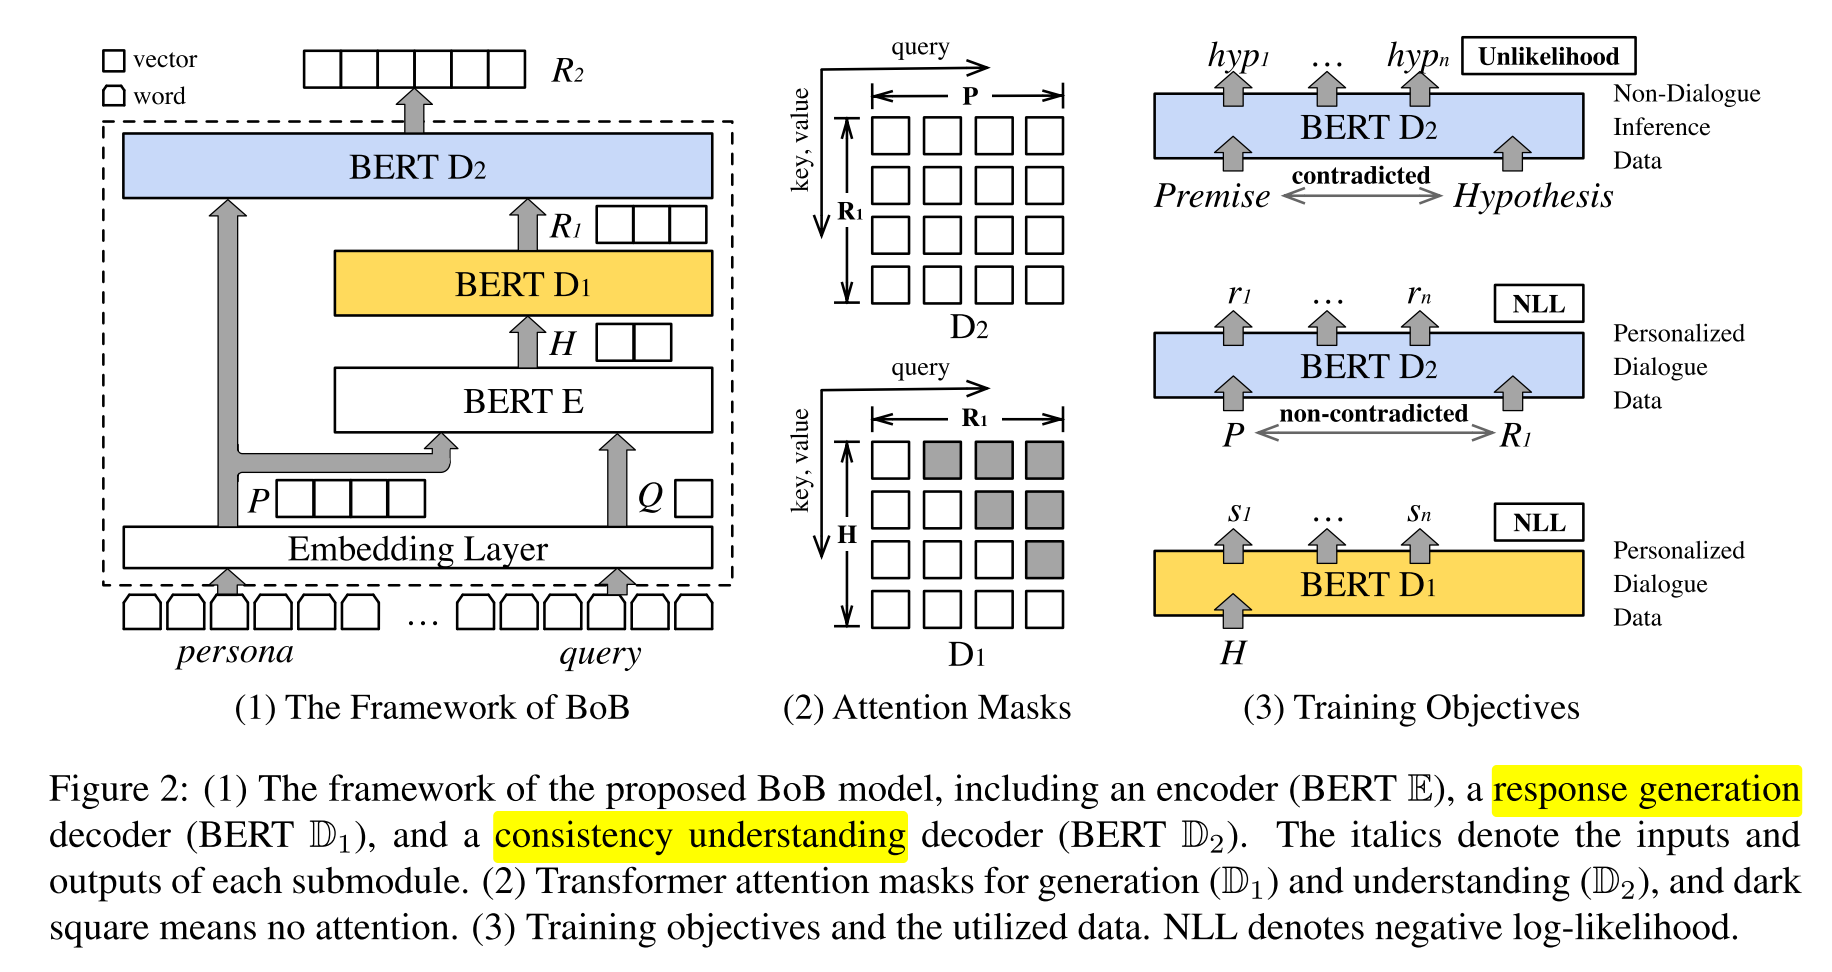 vector
word
R2
BERT D2
R1
BERT D1
H
BERT E
P
Q
Embedding Layer
...
persona
query
(1) The Framework of BoB
query
key, value
P
R1
D2
query
key, value
R1
H
D1
(2) Attention Masks
hyp1 ... hypn
Unlikelihood
BERT D2
Non-Dialogue
Inference
Data
contradicted
Premise
Hypothesis
r1 ... rn
NLL
BERT D2
Personalized
Dialogue
Data
non-contradicted
P
R1
s1 ... sn
NLL
BERT D1
Personalized
Dialogue
Data
H
(3) Training Objectives
Figure 2: (1) The framework of the proposed BoB model, including an encoder (BERT 𝔼), a response generation
decoder (BERT 𝔻1), and a consistency understanding decoder (BERT 𝔻2). The italics denote the inputs and
outputs of each submodule. (2) Transformer attention masks for generation (𝔻1) and understanding (𝔻2), and dark
square means no attention. (3) Training objectives and the utilized data. NLL denotes negative log-likelihood.